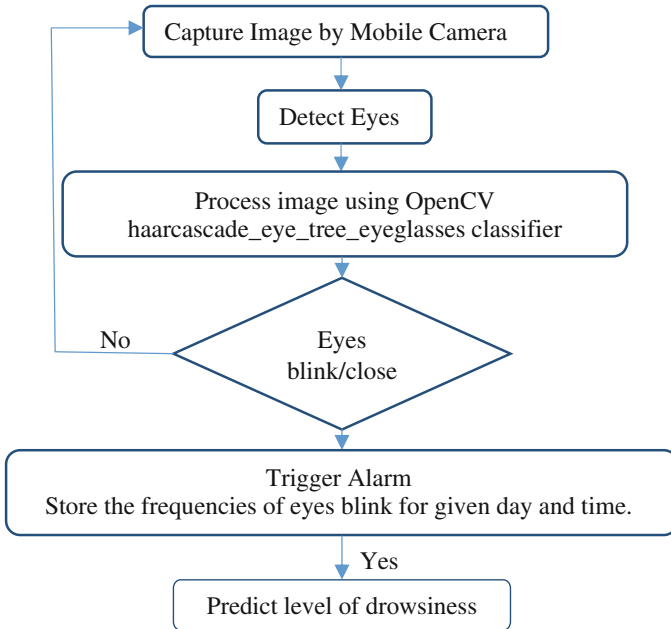 Capture Image by Mobile Camera
Detect Eyes
Process image using OpenCV
haarcascade_eye_tree_eyeglasses classifier
No
Eyes
blink/close
Trigger Alarm
Store the frequencies of eyes blink for given day and time.
Yes
Predict level of drowsiness